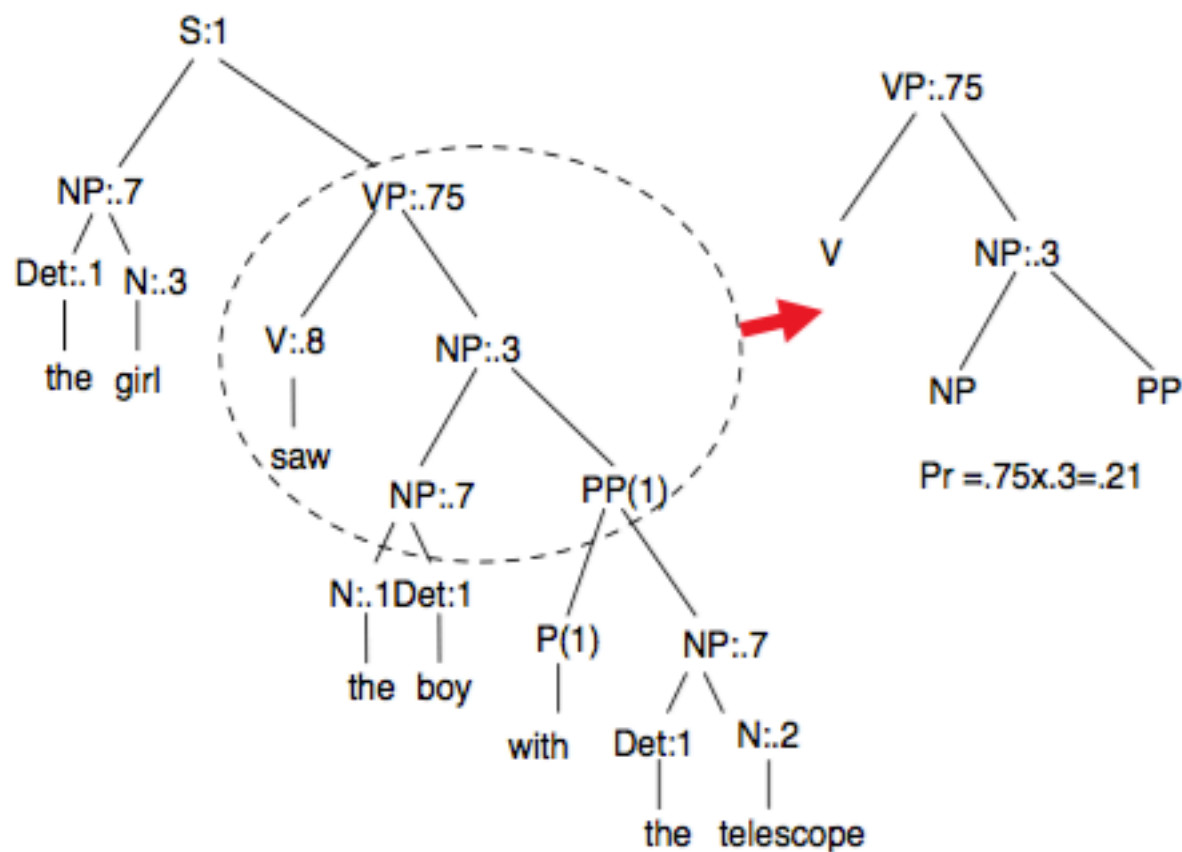 S:1
VP:.75
NP:.7 VP:.75
Det:.1 N:.3 V NP:.3
V:.8 NP:.3
the girl NP PP
saw
NP:.7 PP(1) Pr =.75x.3=.21
N:.1Det:1
P(1) NP:.7
the boy
with Det:1 N:.2
the telescope